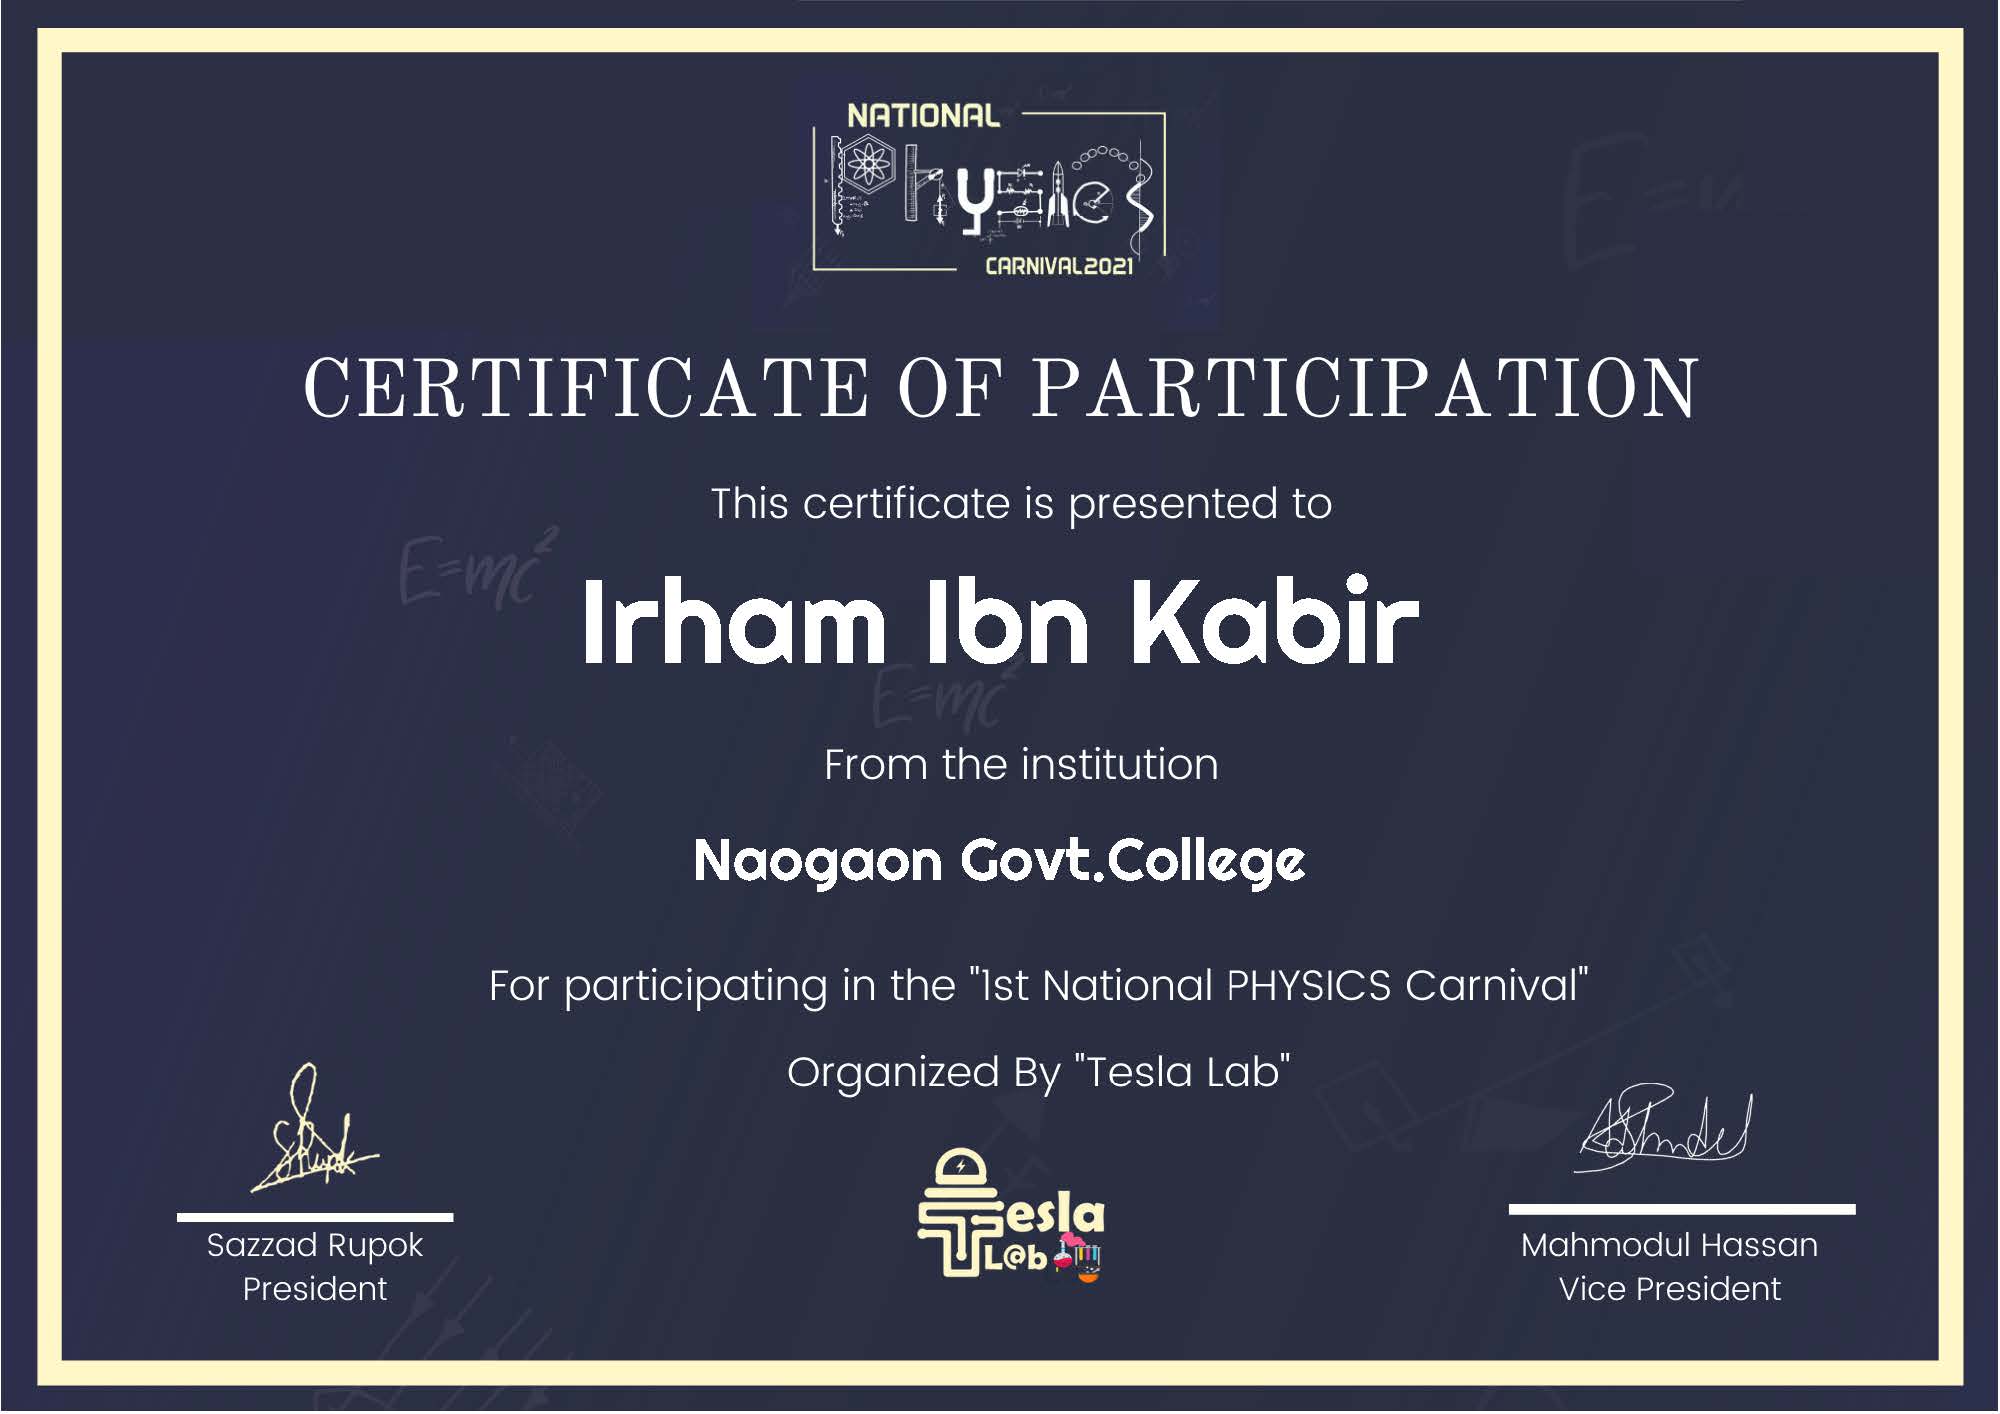 NATIONAL
Physics
CARNIVAL2021
CERTIFICATE OF PARTICIPATION
This certificate is presented to
E=mc²
Irham Ibn Kabir
E=mc²
From the institution
Naogaon Govt.College
For participating in the "1st National PHYSICS Carnival"
Organized By "Tesla Lab"
Tesla
L@b
Sazzad Rupok
President
Mahmodul Hassan
Vice President